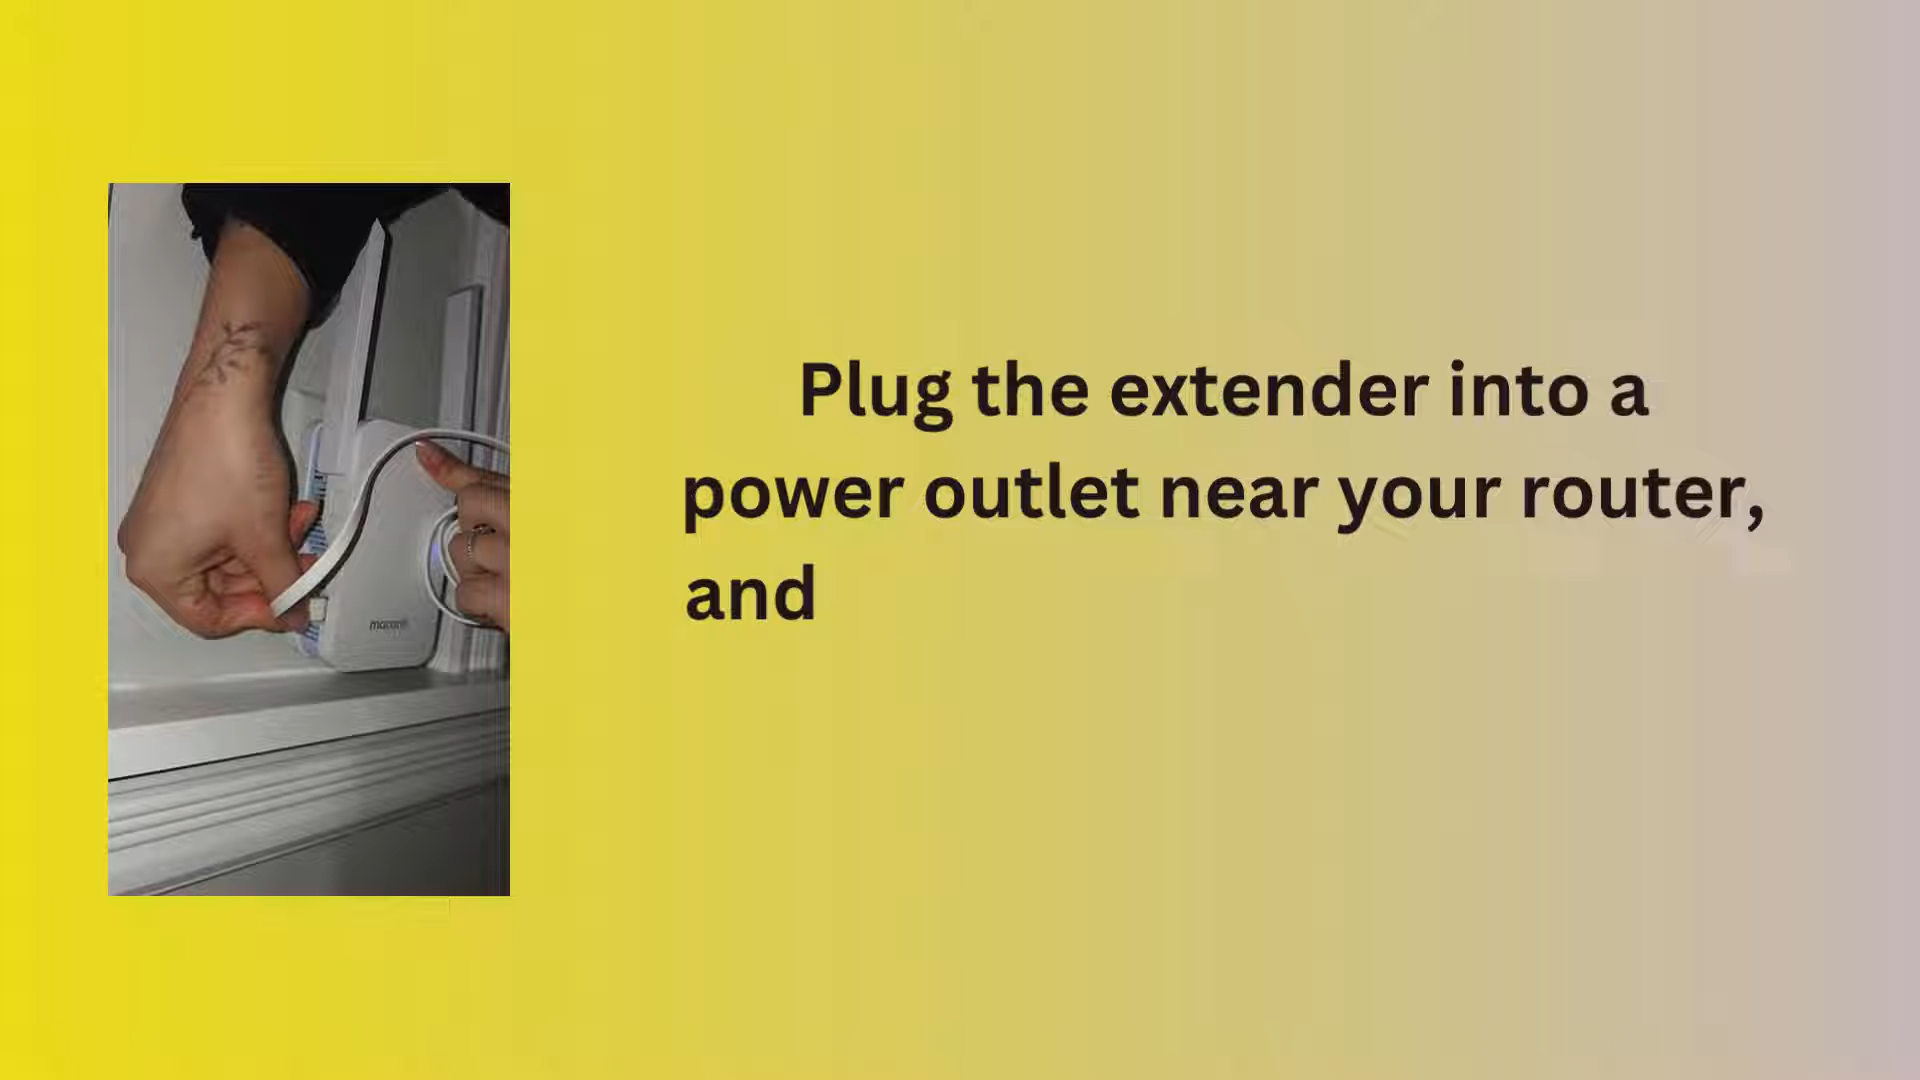 Plug the extender into a
power outlet near your router,
and